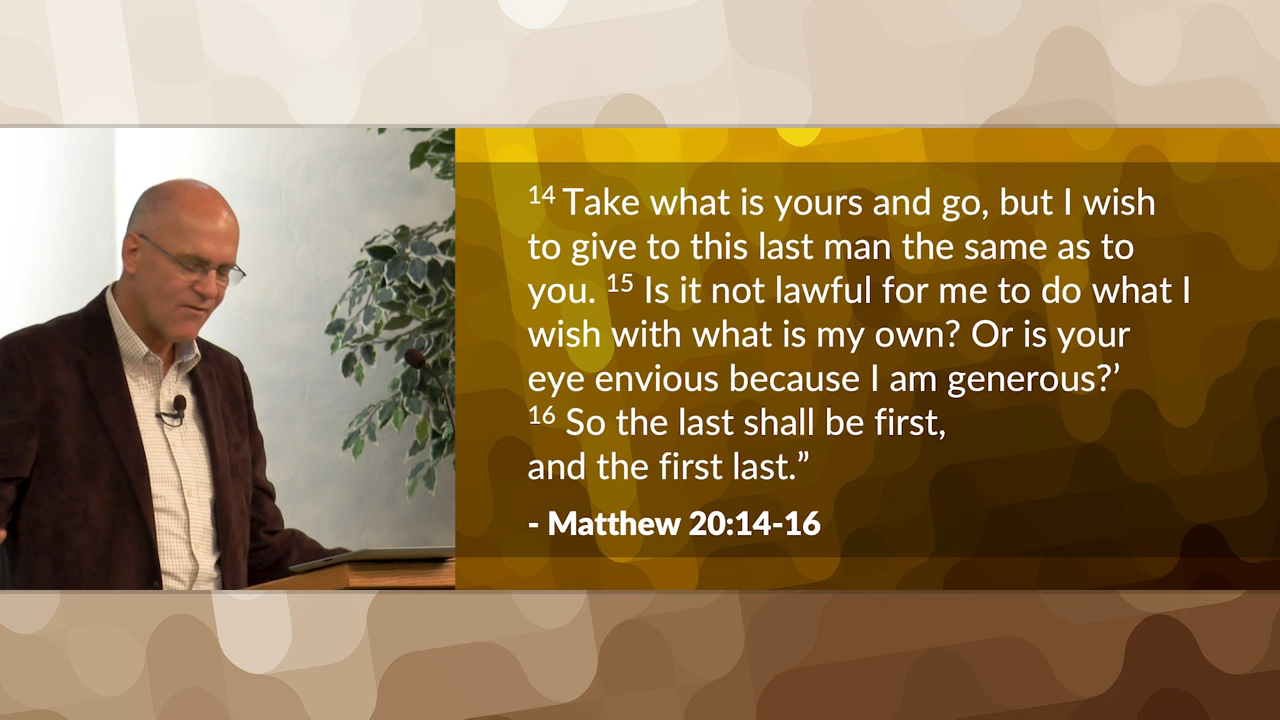 14 Take what is yours and go, but I wish
to give to this last man the same as to
you. 15 Is it not lawful for me to do what I
wish with what is my own? Or is your
eye envious because I am generous?’
16 So the last shall be first,
and the first last.”
- Matthew 20:14-16